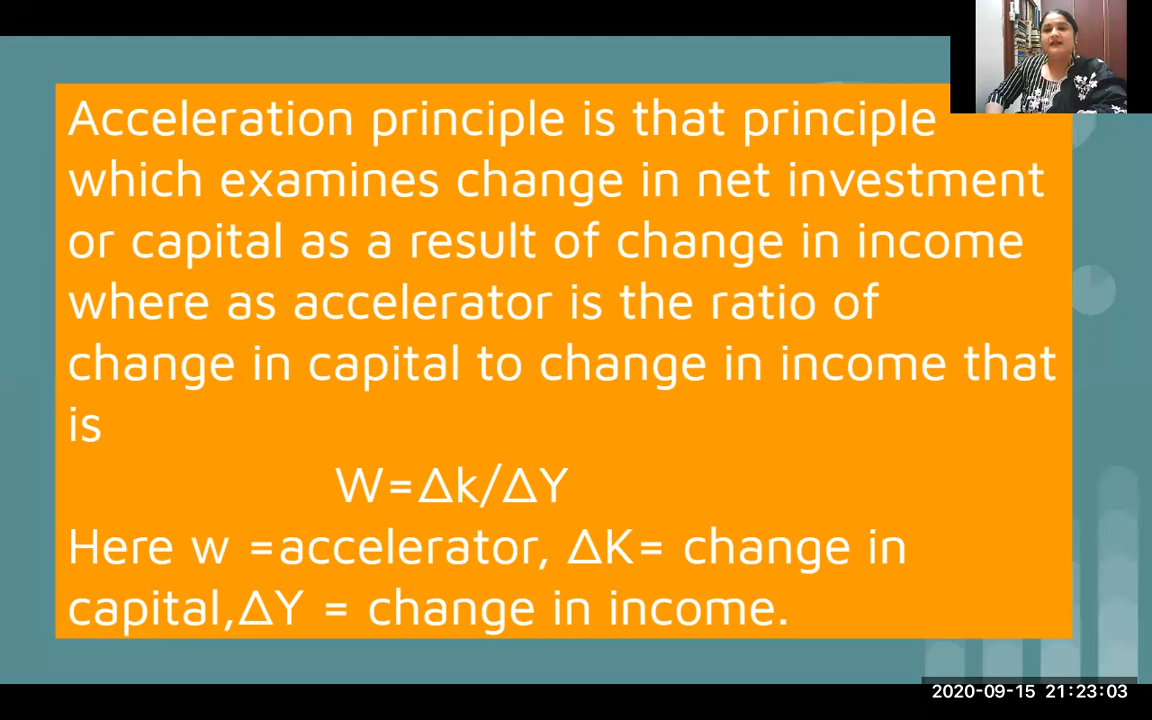 Acceleration principle is that principle
which examines change in net investment
or capital as a result of change in income
where as accelerator is the ratio of
change in capital to change in income that
is
W=Δk/ΔY
Here w =accelerator, ΔK= change in
capital,ΔY = change in income.
2020-09-15 21:23:03